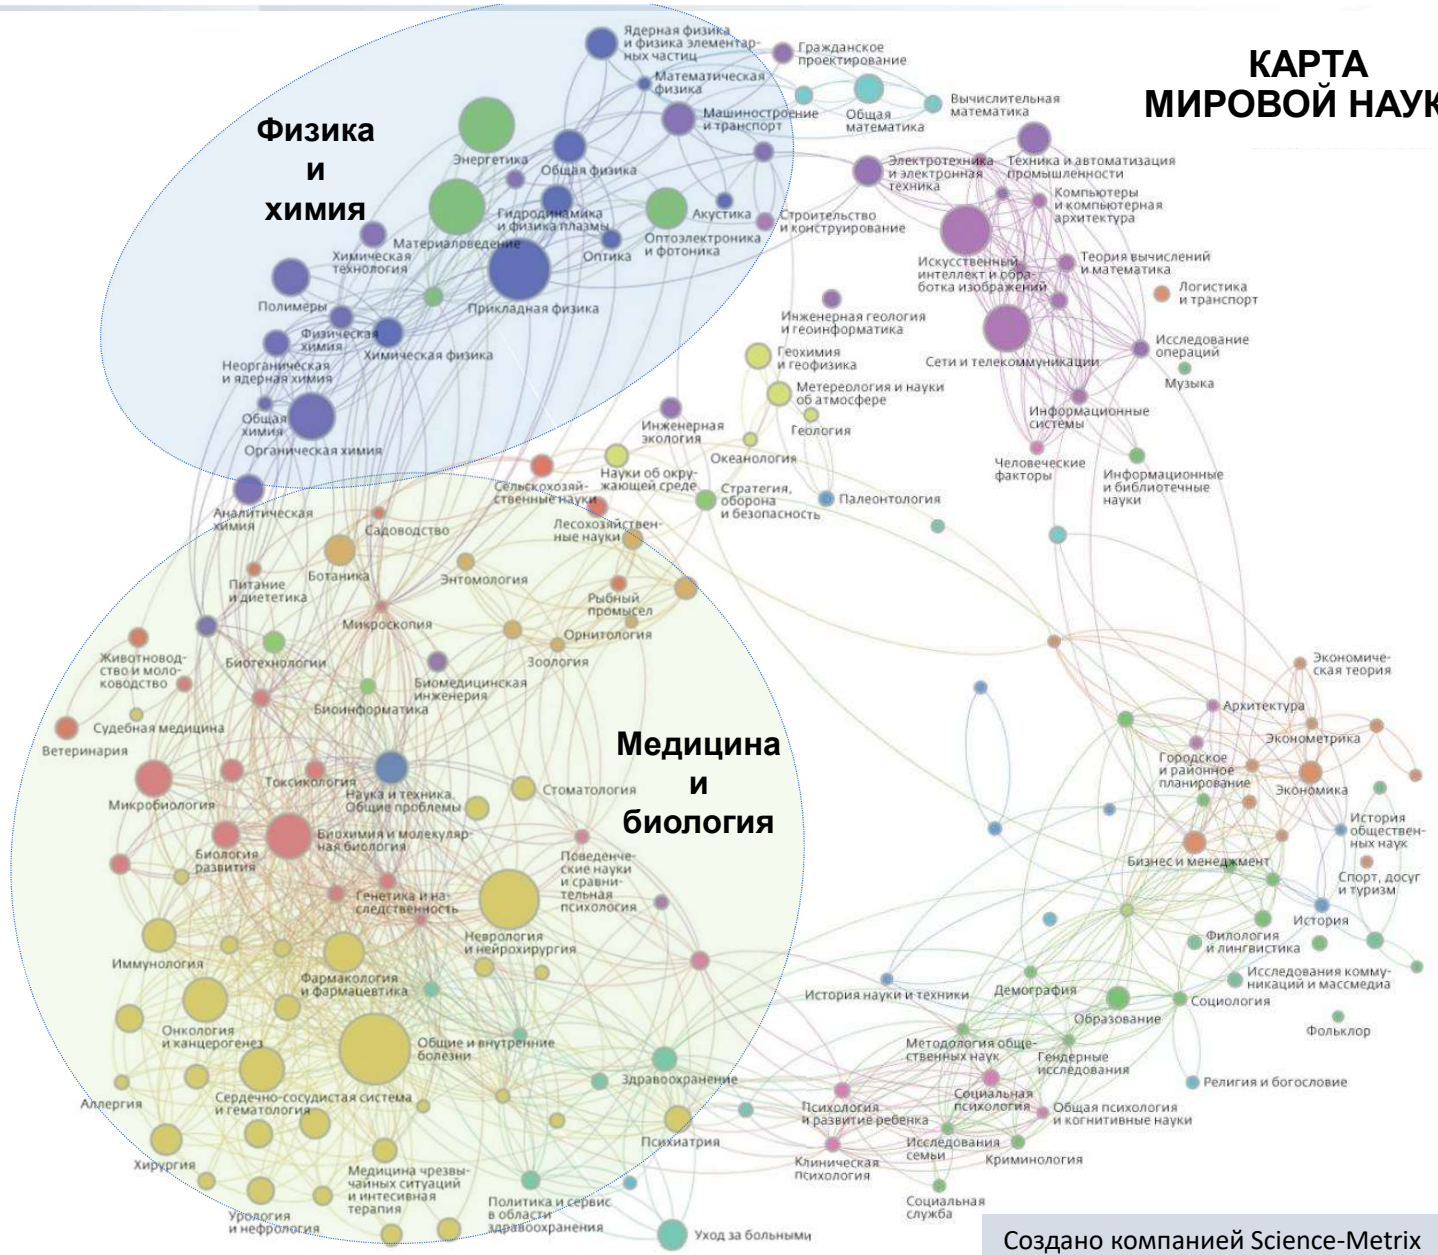 КАРТА
МИРОВОЙ НАУК
Физика
и
химия
Ядерная физика
и физика элементар-
ных частиц
Математическая
физика
Гражданское
проектирование
Машиностроение
и транспорт
Общая
математика
Вычислительная
математика
Энергетика
Общая физика
Электротехника
и электронная
техника
Техника и автоматизация
промышленности
Компьютеры
и компьютерная
архитектура
Гидродинамика
и физика плазмы
Акустика
Строительство
и конструирование
Материаловедение
Оптоэлектроника
и фотоника
Оптика
Химическая
технология
Искусственный
интеллект и обра-
ботка изображений
Теория вычислений
и математика
Логистика
и транспорт
Полимеры
Прикладная физика
Инженерная геология
и геоинформатика
Физическая
химия
Химическая физика
Неорганическая
и ядерная химия
Геохимия
и геофизика
Сети и телекоммуникации
Исследование
операций
Музыка
Метереология и науки
об атмосфере
Геология
Общая
химия
Органическая химия
Инженерная
экология
Океанология
Информационные
системы
Человеческие
факторы
Информационные
и библиотечные
науки
Сельскохозяй-
ственные науки
Науки об окру-
жающей среде
Стратегия,
оборона
и безопасность
Палеонтология
Аналитическая
химия
Садоводство
Лесохозяйствен-
ные науки
Питание
и диететика
Ботаника
Энтомология
Рыбный
промысел
Микроскопия
Орнитология
Зоология
Животновод-
ство и моло-
ководство
Биотехнологии
Биомедицинская
инженерия
Биоинформатика
Судебная медицина
Ветеринария
Экономиче-
ская теория
Архитектура
Эконометрика
Медицина
и
биология
Городское
и районное
планирование
Экономика
Микробиология
Токсикология
Наука и техника.
Общие проблемы
Стоматология
История
обществен-
ных наук
Биохимия и молекуляр-
ная биология
Биология
развития
Поведенче-
ские науки
и сравни-
тельная
психология
Бизнес и менеджмент
Спорт, досуг
и туризм
Генетика и на-
следственность
История
Неврология
и нейрохирургия
Филология
и лингвистика
Иммунология
Фармакология
и фармацевтика
Исследования комму-
никаций и массмедиа
История науки и техники
Демография
Социология
Образование
Фольклор
Онкология
и канцерогенез
Общие и внутренние
болезни
Методология обще-
ственных наук
Гендерные
исследования
Здравоохранение
Религия и богословие
Аллергия
Сердечно-сосудистая система
и гематология
Социальная
психология
Психология
и развитие ребенка
Общая психология
и когнитивные науки
Психиатрия
Исследования
семьи
Криминология
Хирургия
Клиническая
психология
Медицина чрезвы-
чайных ситуаций
и интесивная
терапия
Политика и сервис
в области
здравоохранения
Социальная
служба
Урология
и нефрология
Уход за больными
Создано компанией Science-Metrix